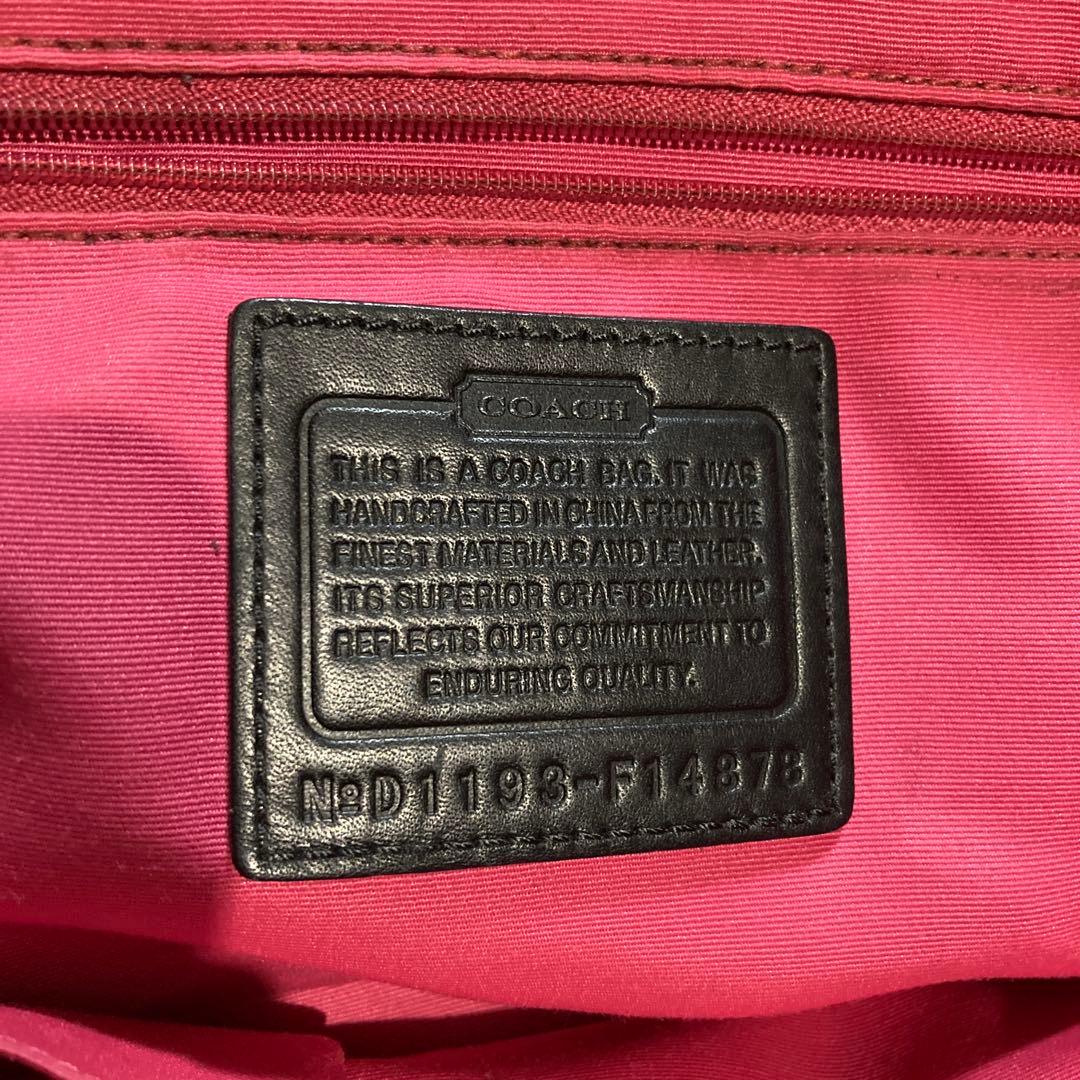 COACH
THIS IS A COACH BAG. IT WAS
HANDCRAFTED IN CHINA FROM THE
FINEST MATERIALS AND LEATHER.
ITS SUPERIOR CRAFTSMANSHIP
REFLECTS OUR COMMITMENT TO
ENDURING QUALITY.
NºD1193-F14878